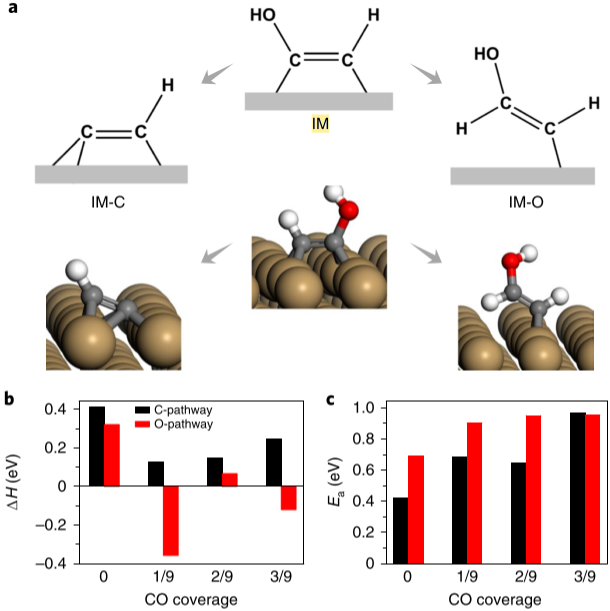 a
HO
H
C
C
IM
H
C
C
IM-C
HO
H
C
H
C
IM-O
b
C-pathway
O-pathway
ΔH (eV)
0.4
0.2
0
−0.2
−0.4
0
1/9
2/9
3/9
CO coverage
c
Ea (eV)
1.0
0.8
0.6
0.4
0.2
0
0
1/9
2/9
3/9
CO coverage